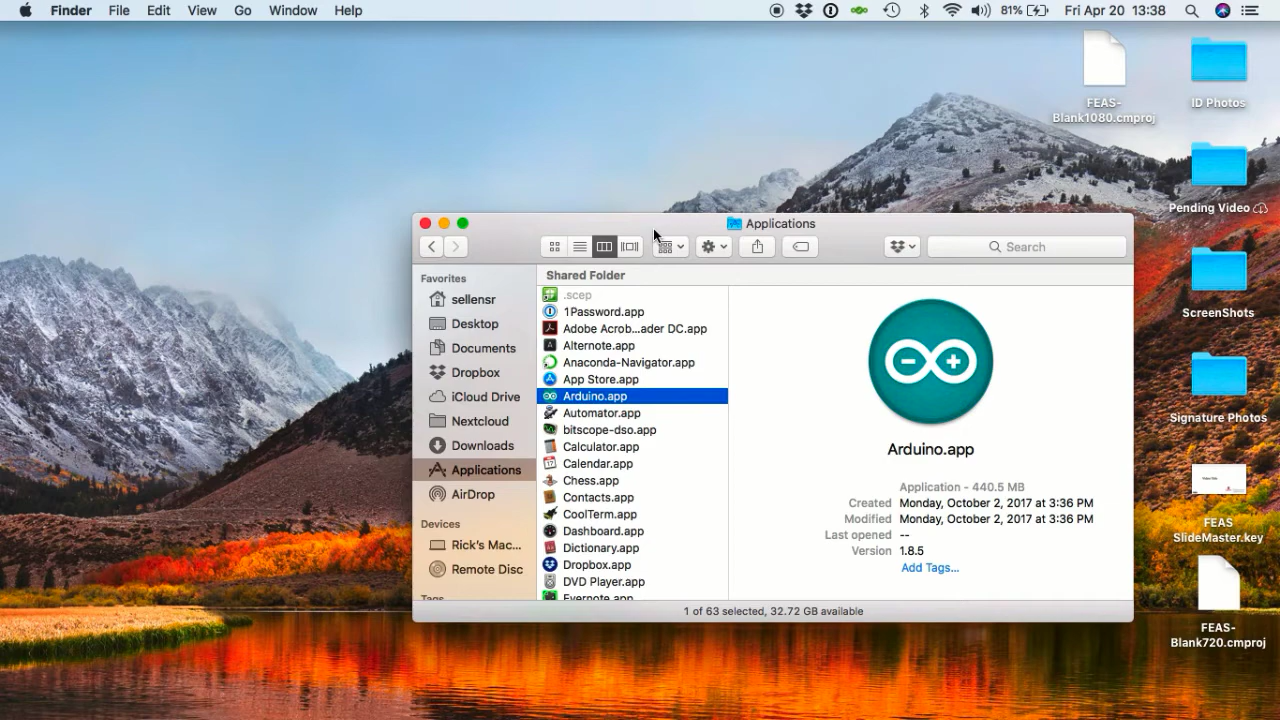 Finder File Edit View Go Window Help
81% Fri Apr 20 13:38
FEAS-
Blank1080.cmproj
ID Photos
Pending Video
ScreenShots
Signature Photos
FEAS
SlideMaster.key
FEAS-
Blank720.cmproj
Applications
Search
Favorites
sellensr
Desktop
Documents
Dropbox
iCloud Drive
Nextcloud
Downloads
Applications
AirDrop
Devices
Rick's Mac...
Remote Disc
Tags
Shared Folder
.scep
1Password.app
Adobe Acrob...ader DC.app
Alternote.app
Anaconda-Navigator.app
App Store.app
Arduino.app
Automator.app
bitscope-dso.app
Calculator.app
Calendar.app
Chess.app
Contacts.app
CoolTerm.app
Dashboard.app
Dictionary.app
Dropbox.app
DVD Player.app
Evernote.app
Arduino.app
Application - 440.5 MB
Created Monday, October 2, 2017 at 3:36 PM
Modified Monday, October 2, 2017 at 3:36 PM
Last opened --
Version 1.8.5
Add Tags...
1 of 63 selected, 32.72 GB available